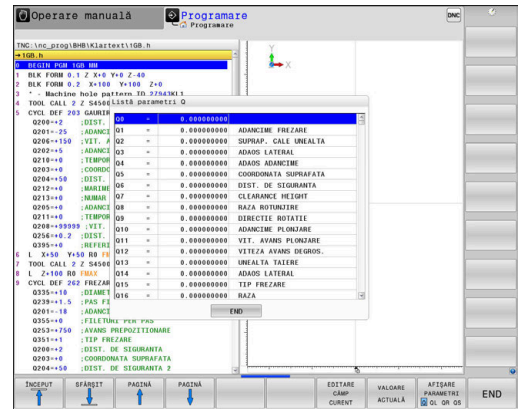 Operare manuală
Programare
Programare
DNC
TNC:\nc_prog\BHB\Klartext\1GB.h
→1GB.h
0 BEGIN PGM 1GB MM
1 BLK FORM 0.1 Z X+0 Y+0 Z-40
2 BLK FORM 0.2 X+100 Y+100 Z+0
3 * - Machine hole pattern ID 27943KL1
4 TOOL CALL 2 Z S4500
5 CYCL DEF 203 GAURIR
Q200=+2 ;DIST.
Q201=-25 ;ADANCI
Q206=+150 ;VIT. A
Q202=+5 ;ADANCI
Q210=+0 ;TEMPOR
Q203=+0 ;COORDO
Q204=+50 ;DIST.
Q212=+0 ;MARIME
Q213=+0 ;NUMAR
Q205=+0 ;ADANCI
Q211=+0 ;TEMPOR
Q208=+99999 ;VIT.
Q256=+0.2 ;DIST.
Q395=+0 ;REFERI
6 L X+50 Y+50 R0 FM
7 TOOL CALL 2 Z S4500
8 L Z+100 R0 FMAX
9 CYCL DEF 262 FREZAR
Q335=+10 ;DIAMET
Q239=+1.5 ;PAS FI
Q201=-18 ;ADANCI
Q355=+0 ;FILETURI PER PAS
Q253=+750 ;AVANS PREPOZITIONARE
Q351=+1 ;TIP FREZARE
Q200=+2 ;DIST. DE SIGURANTA
Q203=+0 ;COORDONATA SUPRAFATA
Q204=+50 ;DIST. DE SIGURANTA 2
Listă parametri Q
Q0 = 0.000000000
Q1 = 0.000000000 ADANCIME FREZARE
Q2 = 0.000000000 SUPRAP. CALE UNEALTA
Q3 = 0.000000000 ADAOS LATERAL
Q4 = 0.000000000 ADAOS ADANCIME
Q5 = 0.000000000 COORDONATA SUPRAFATA
Q6 = 0.000000000 DIST. DE SIGURANTA
Q7 = 0.000000000 CLEARANCE HEIGHT
Q8 = 0.000000000 RAZA ROTUNJIRE
Q9 = 0.000000000 DIRECTIE ROTATIE
Q10 = 0.000000000 ADANCIME PLONJARE
Q11 = 0.000000000 VIT. AVANS PLONJARE
Q12 = 0.000000000 VITEZA AVANS DEGROS.
Q13 = 0.000000000 UNEALTA TAIERE
Q14 = 0.000000000 ADAOS LATERAL
Q15 = 0.000000000 TIP FREZARE
Q16 = 0.000000000 RAZA
END
Y
X
ÎNCEPUT
SFÂRŞIT
PAGINĂ
PAGINĂ
EDITARE
CÂMP
CURENT
VALOARE
ACTUALĂ
AFIŞARE
PARAMETRI
Q QL QR QS
END